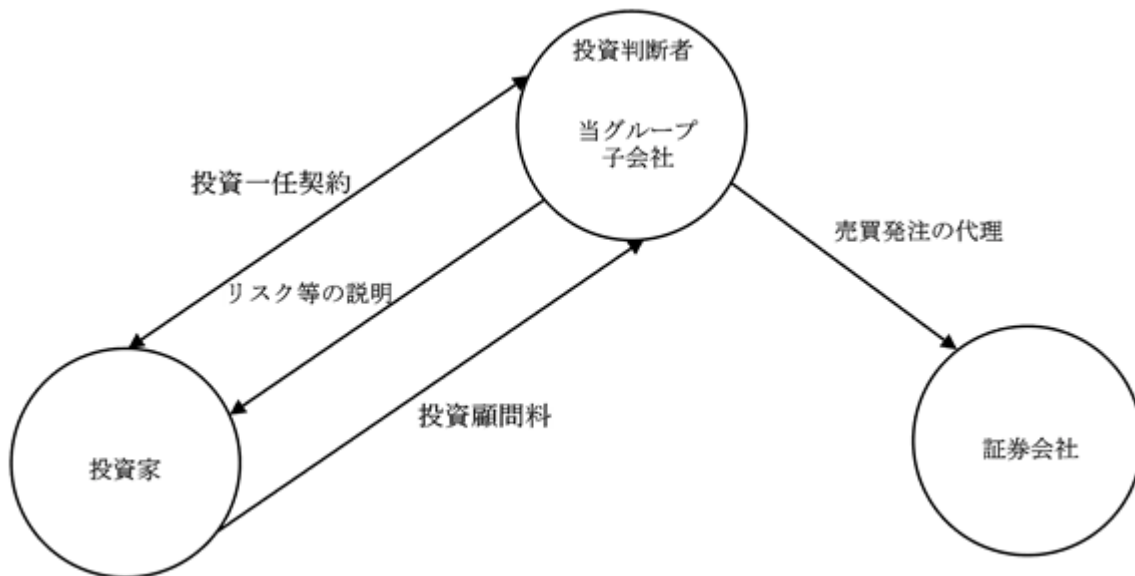 投資判断者
当グループ
子会社
投資一任契約
売買発注の代理
リスク等の説明
投資顧問料
投資家
証券会社